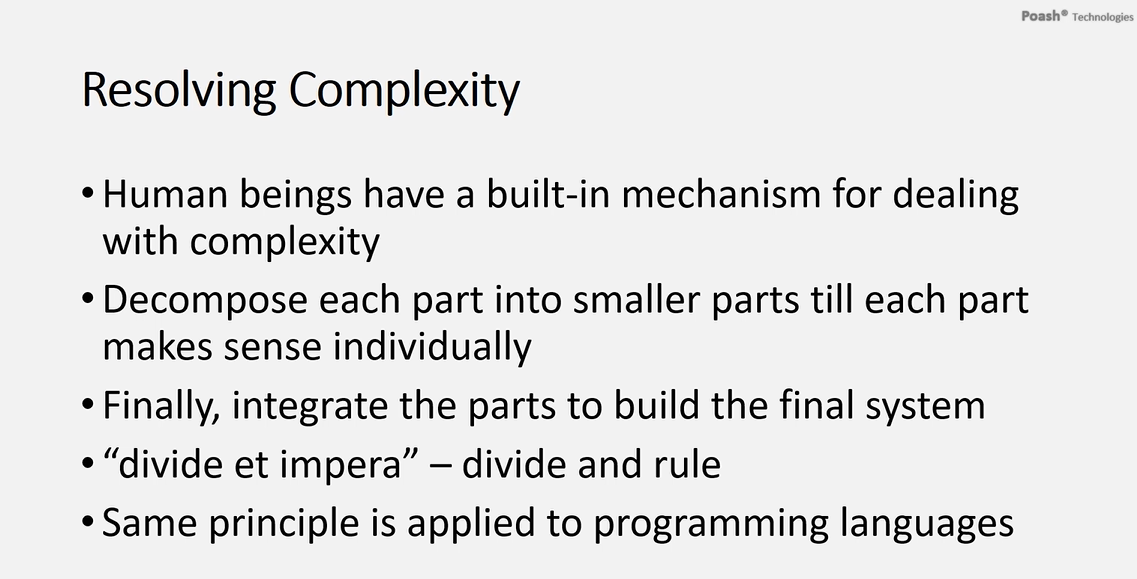 Poash® Technologies
Resolving Complexity
• Human beings have a built-in mechanism for dealing
with complexity
• Decompose each part into smaller parts till each part
makes sense individually
• Finally, integrate the parts to build the final system
• “divide et impera” – divide and rule
• Same principle is applied to programming languages